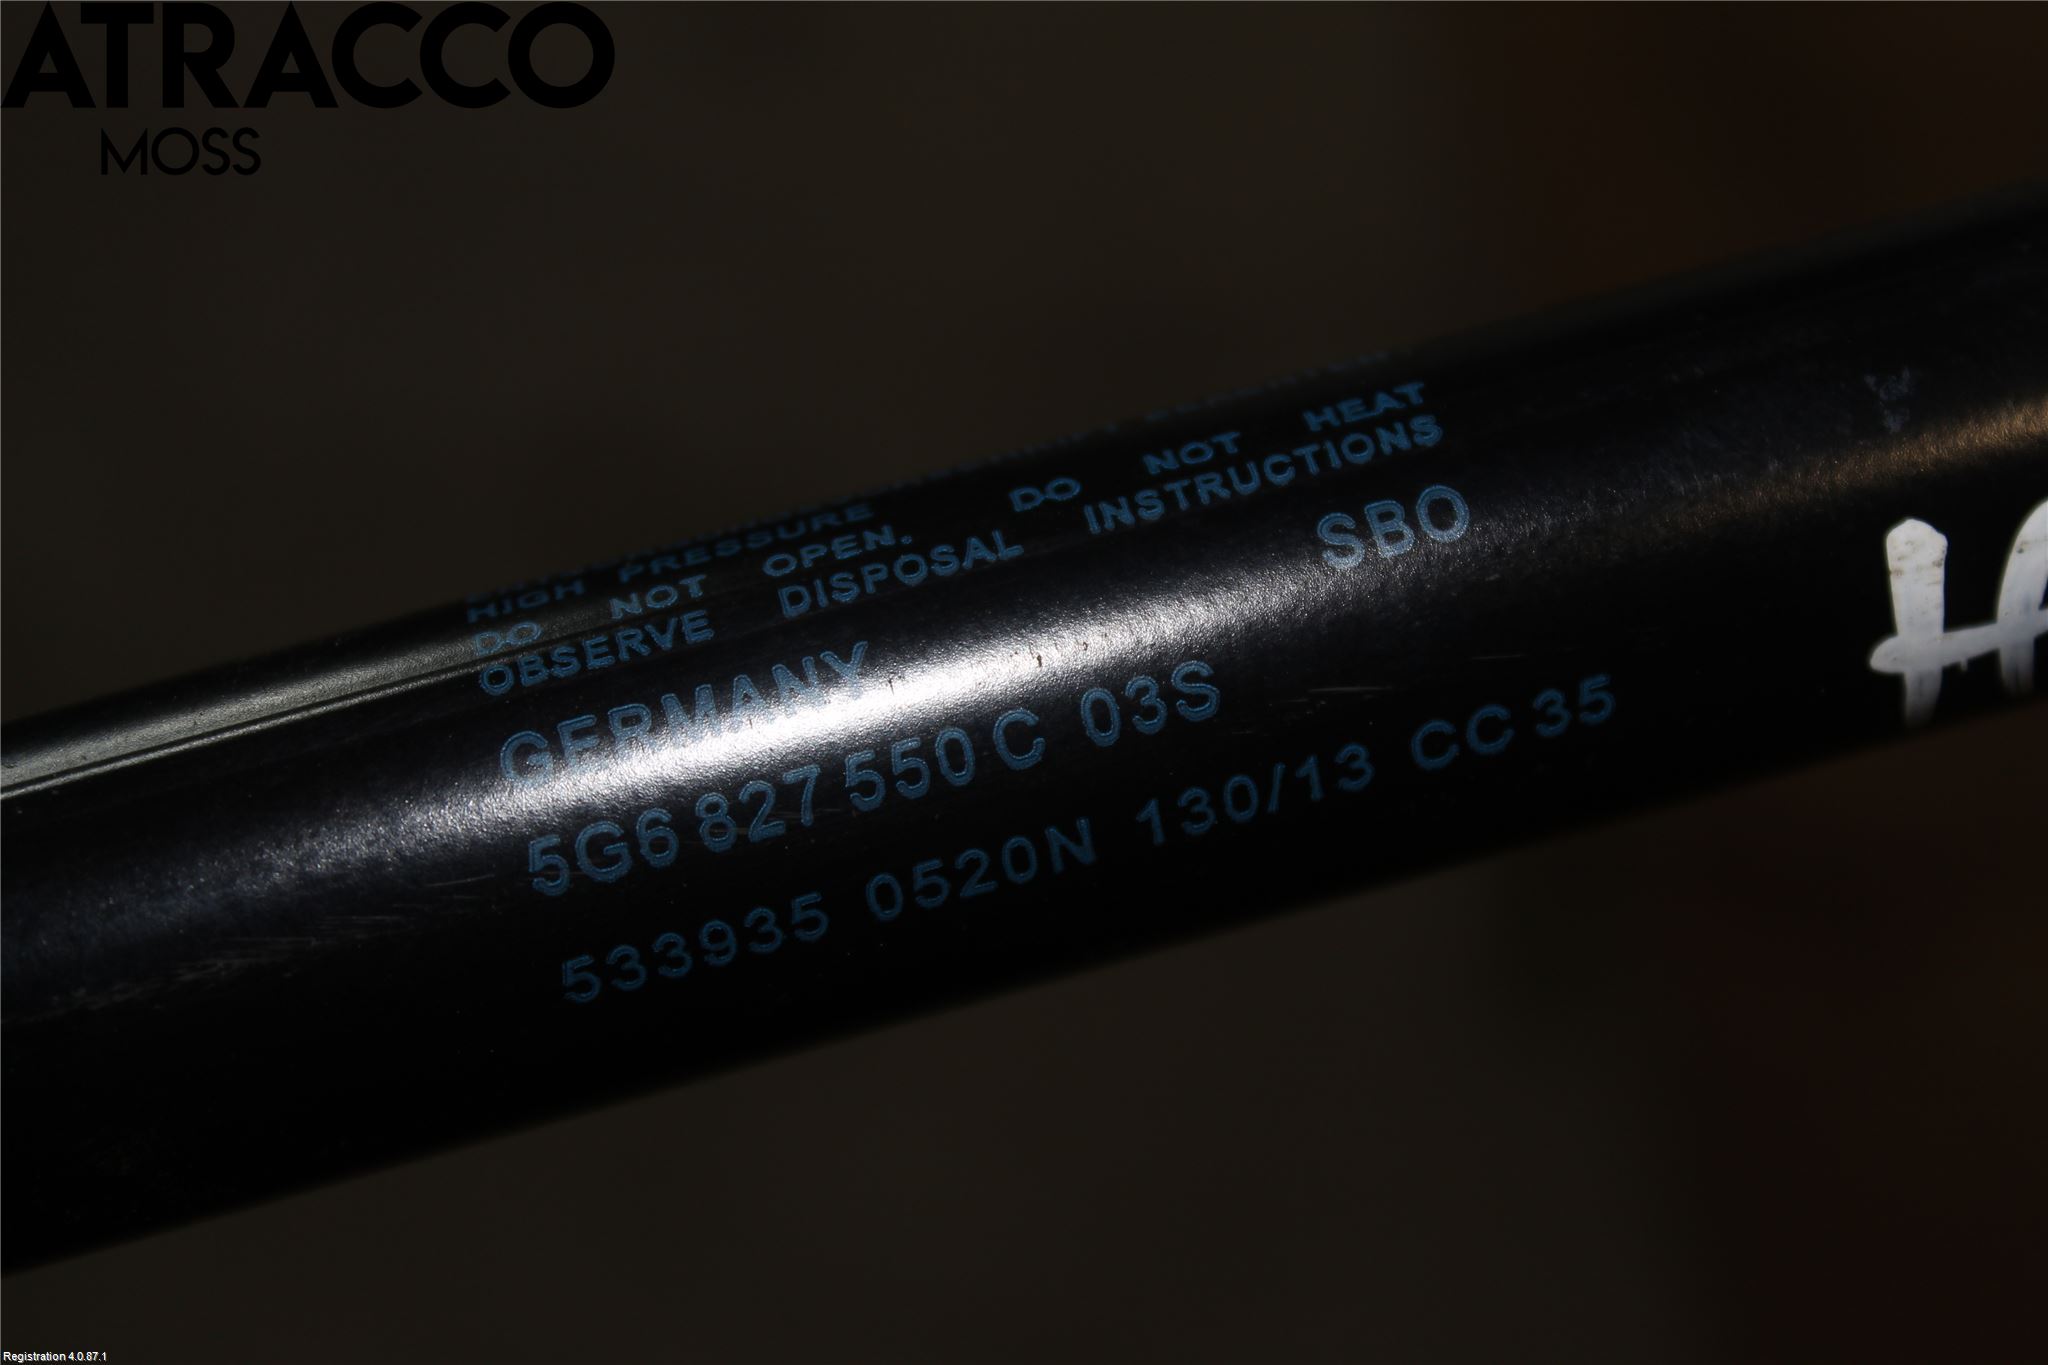 ATRACCO
MOSS
HIGH PRESSURE
DO NOT OPEN. DO NOT HEAT
OBSERVE DISPOSAL INSTRUCTIONS
GERMANY SBO
5G6 827 550 C 03S
533935 0520N 130/13 CC 35
Registration 4.0.87.1